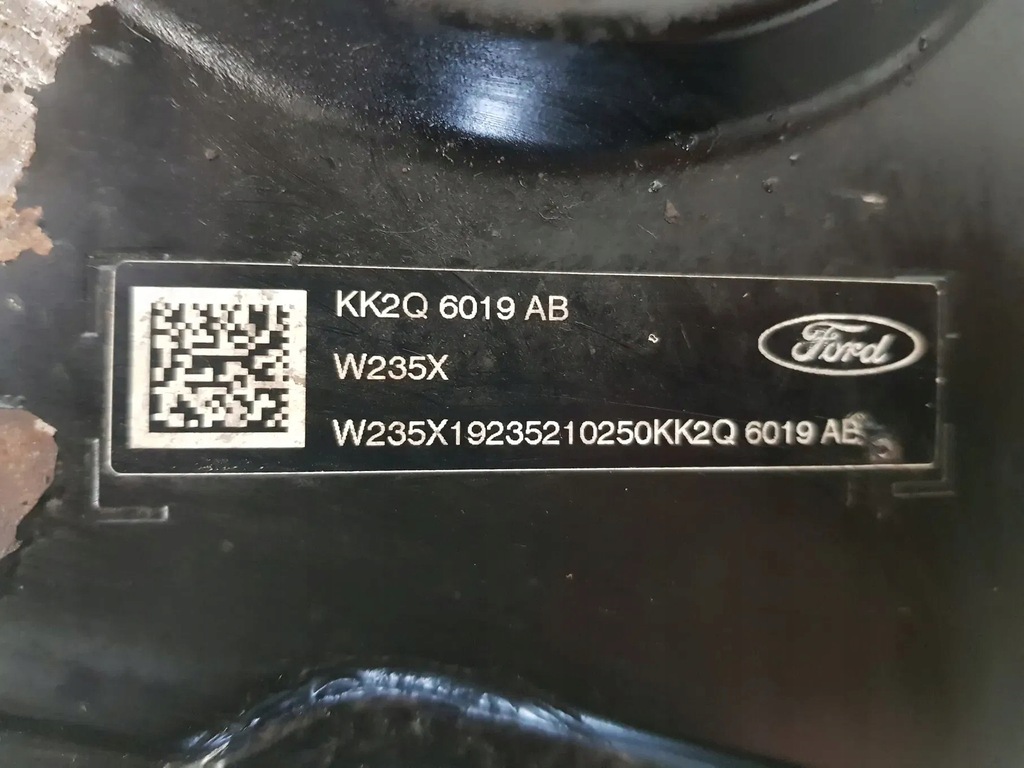 KK2Q 6019 AB
W235X
Ford
W235X19235210250KK2Q 6019 AB